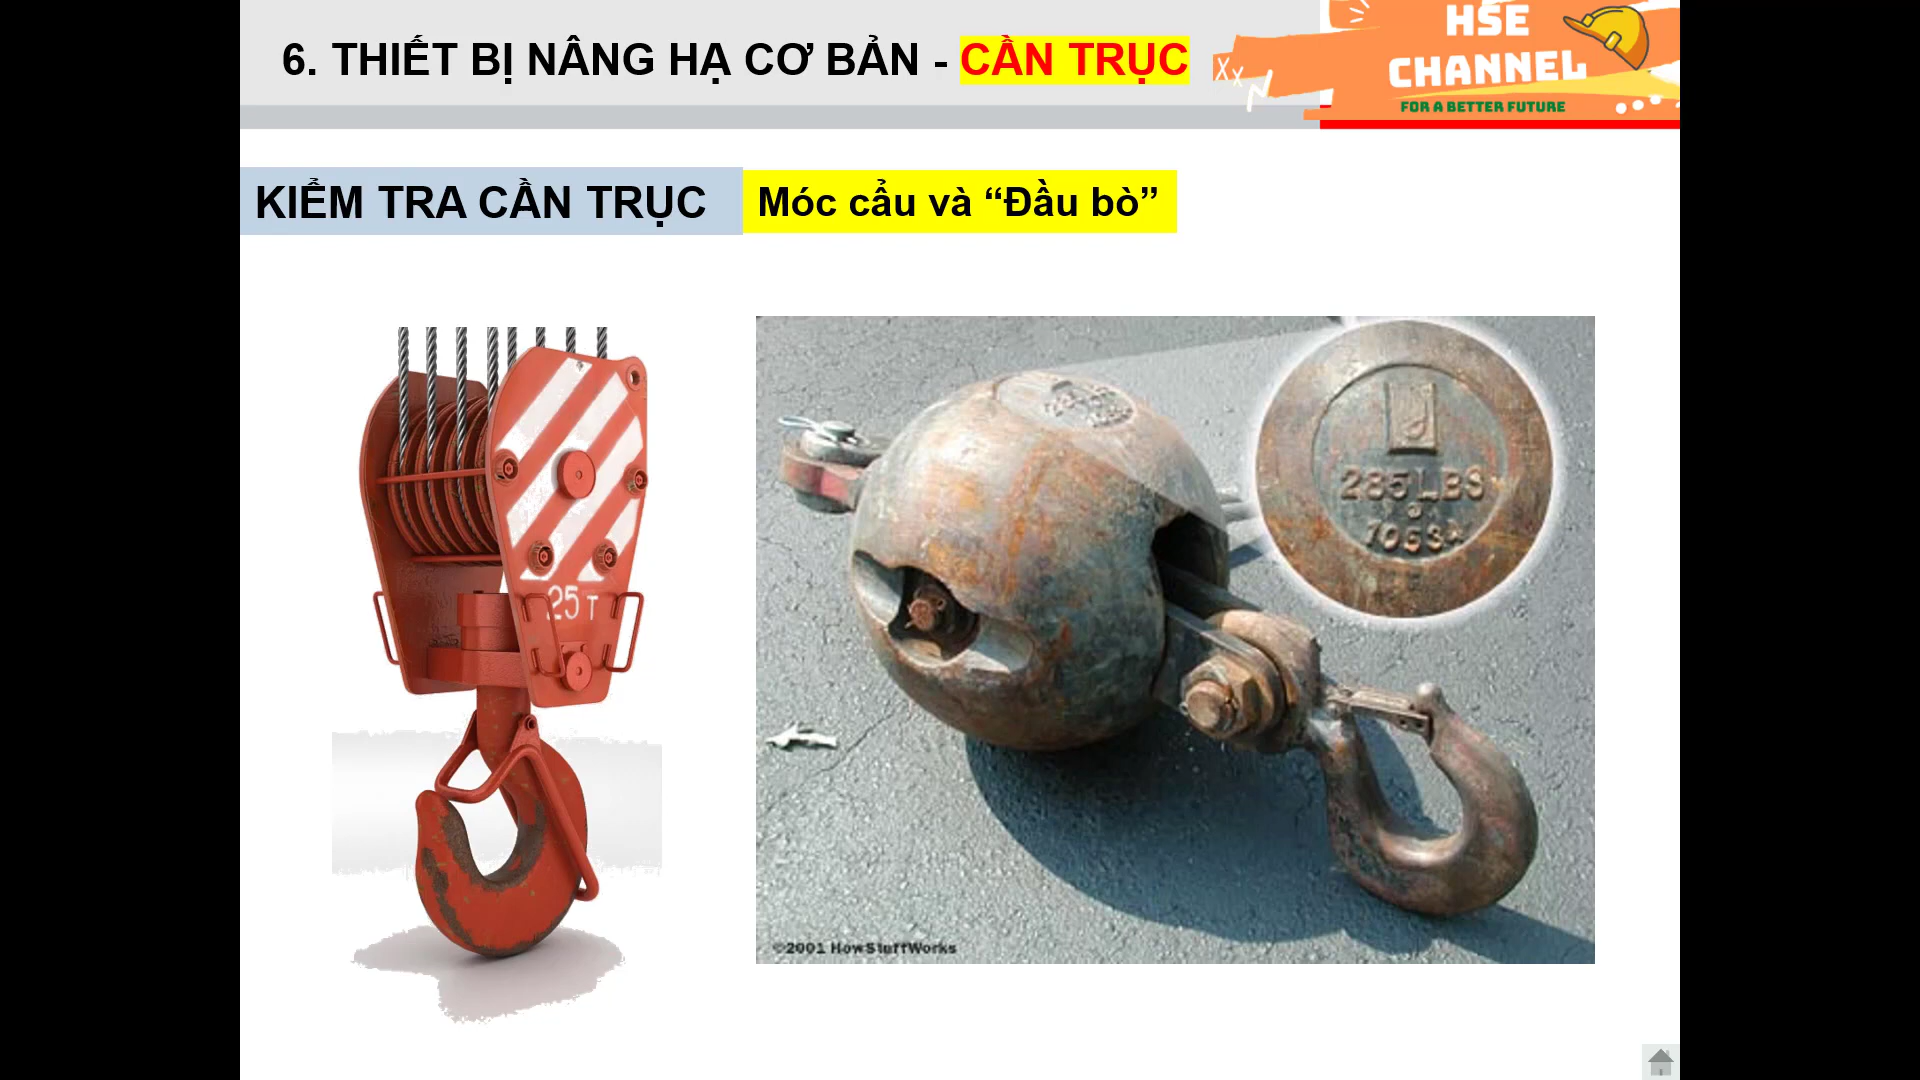 6. THIẾT BỊ NÂNG HẠ CƠ BẢN - CẦN TRỤC
HSE
CHANNEL
FOR A BETTER FUTURE
KIỂM TRA CẦN TRỤC
Móc cẩu và “Đầu bò”
25 T
285 LBS
1053A
©2001 HowStuffWorks